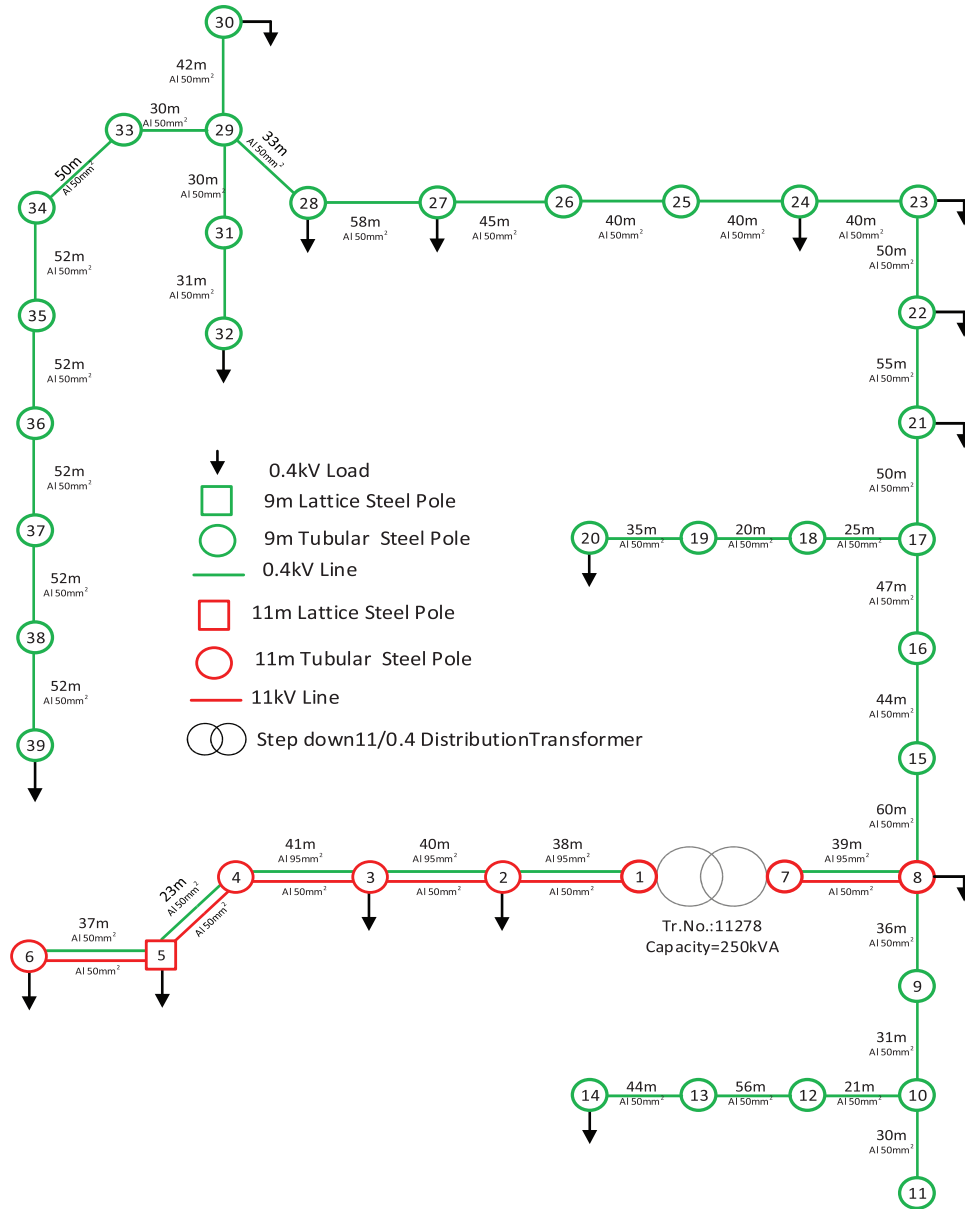 30
42m
Al 50mm²
30m
Al 50mm²
33
29
33m
Al 50mm²
50m
Al 50mm²
30m
Al 50mm²
34
28
27
26
25
24
23
58m
Al 50mm²
45m
Al 50mm²
40m
Al 50mm²
40m
Al 50mm²
40m
Al 50mm²
31
52m
Al 50mm²
31m
Al 50mm²
50m
Al 50mm²
35
32
22
52m
Al 50mm²
55m
Al 50mm²
36
21
52m
Al 50mm²
50m
Al 50mm²
37
20
35m
Al 50mm²
19
20m
Al 50mm²
18
25m
Al 50mm²
17
52m
Al 50mm²
47m
Al 50mm²
38
16
52m
Al 50mm²
44m
Al 50mm²
39
15
0.4kV Load
9m Lattice Steel Pole
9m Tubular Steel Pole
0.4kV Line
11m Lattice Steel Pole
11m Tubular Steel Pole
11kV Line
Step down11/0.4 DistributionTransformer
60m
Al 50mm²
41m
Al 95mm²
40m
Al 95mm²
38m
Al 95mm²
39m
Al 95mm²
4
3
2
1
7
8
Al 50mm²
Al 50mm²
Al 50mm²
Al 50mm²
23m
Al 50mm²
Al 50mm²
Tr.No.:11278
Capacity=250kVA
37m
Al 50mm²
6
5
Al 50mm²
36m
Al 50mm²
9
31m
Al 50mm²
14
44m
Al 50mm²
13
56m
Al 50mm²
12
21m
Al 50mm²
10
30m
Al 50mm²
11